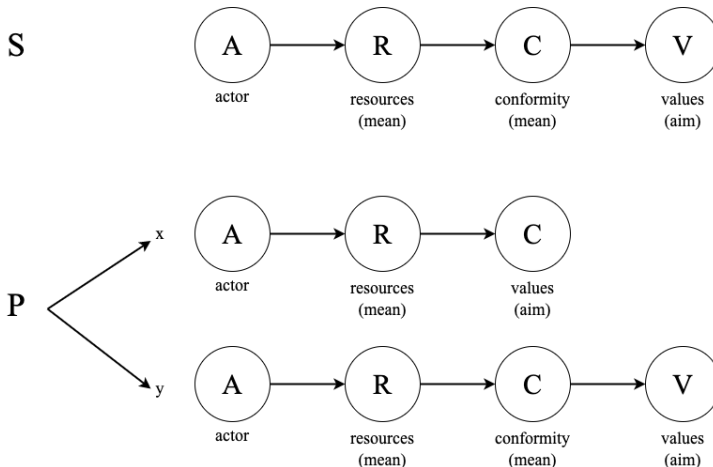 S
A R C V
actor resources conformity values
(mean) (mean) (aim)
x
A R C
actor resources values
(mean) (aim)
P
y
A R C V
actor resources conformity values
(mean) (mean) (aim)